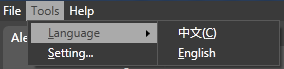 File Tools Help
Ale
Language 中文(C)
Setting... English